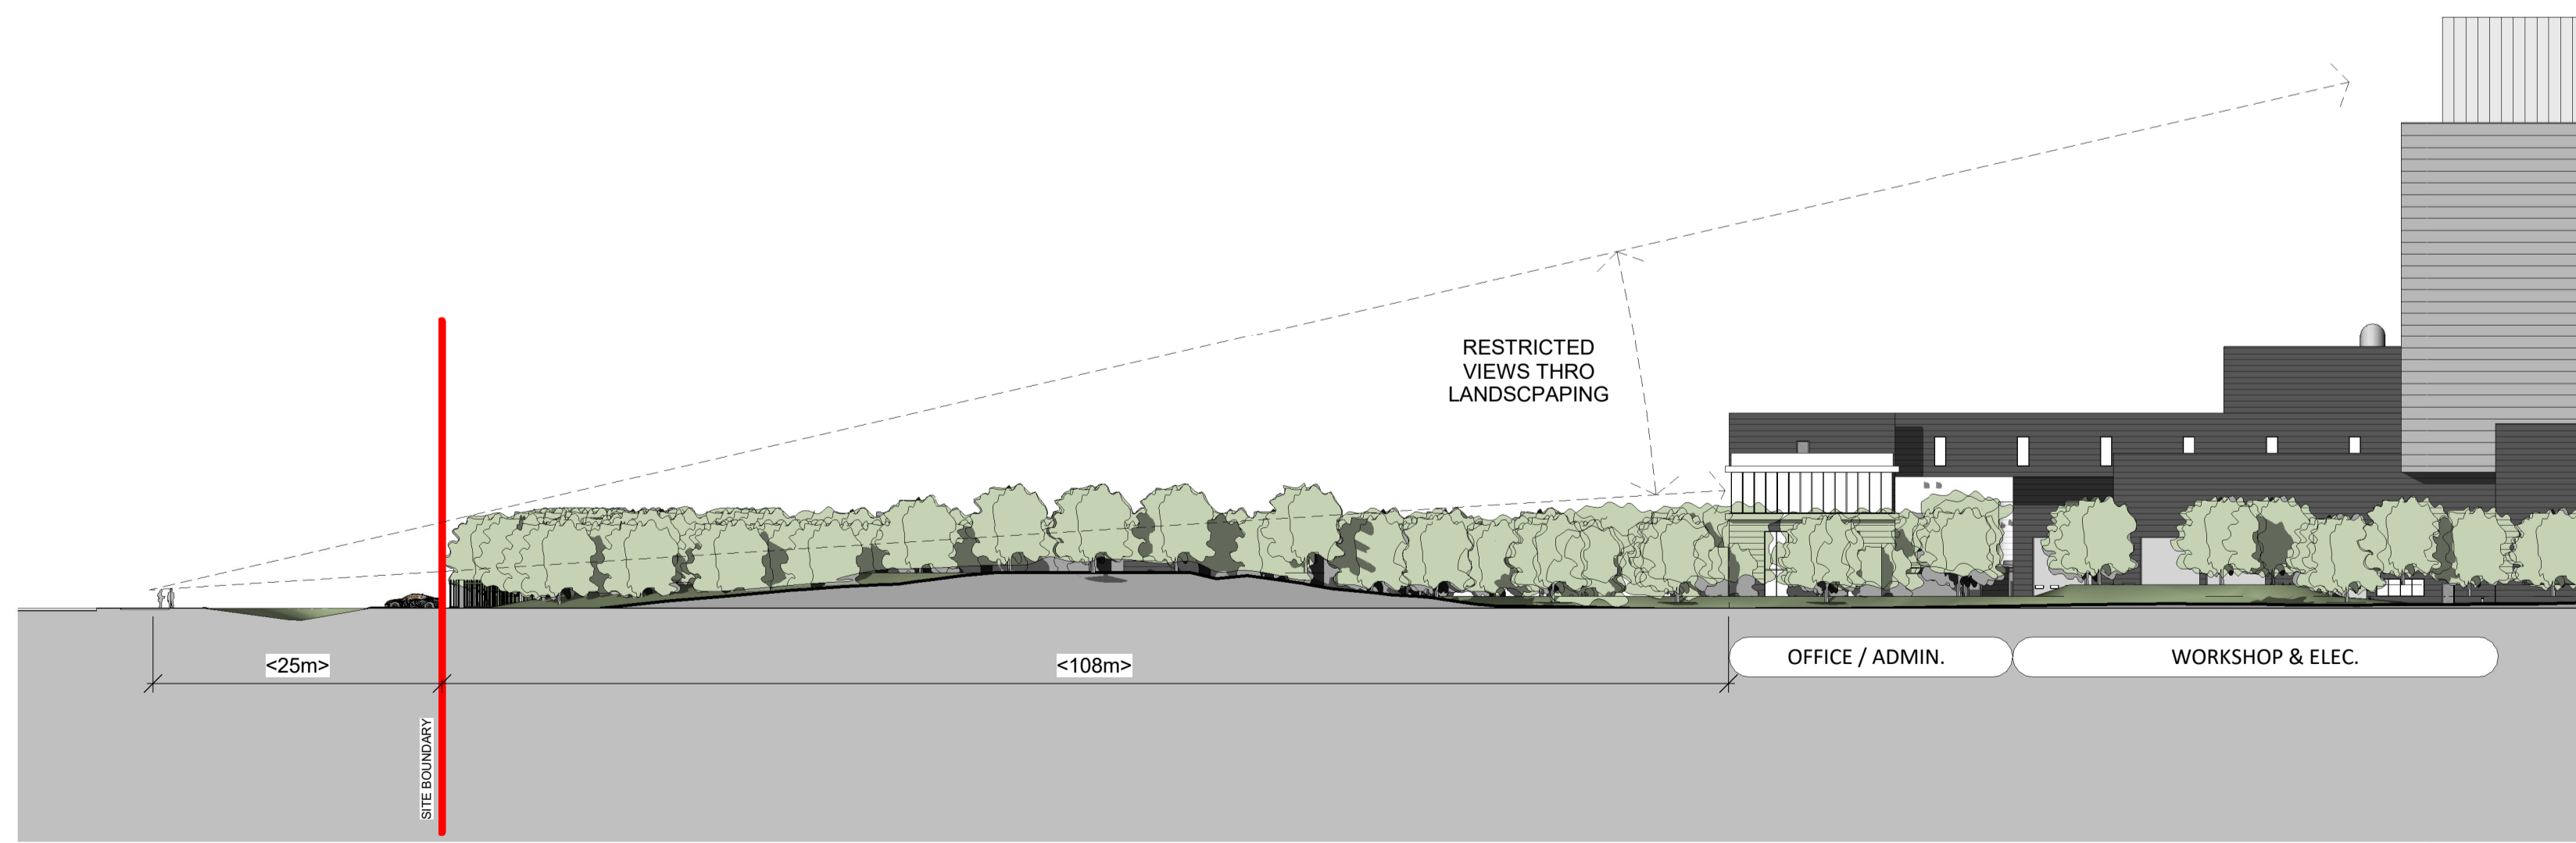 RESTRICTED
VIEWS THRO
LANDSCPAPING
<25m>
<108m>
OFFICE / ADMIN.
WORKSHOP & ELEC.
SITE BOUNDARY